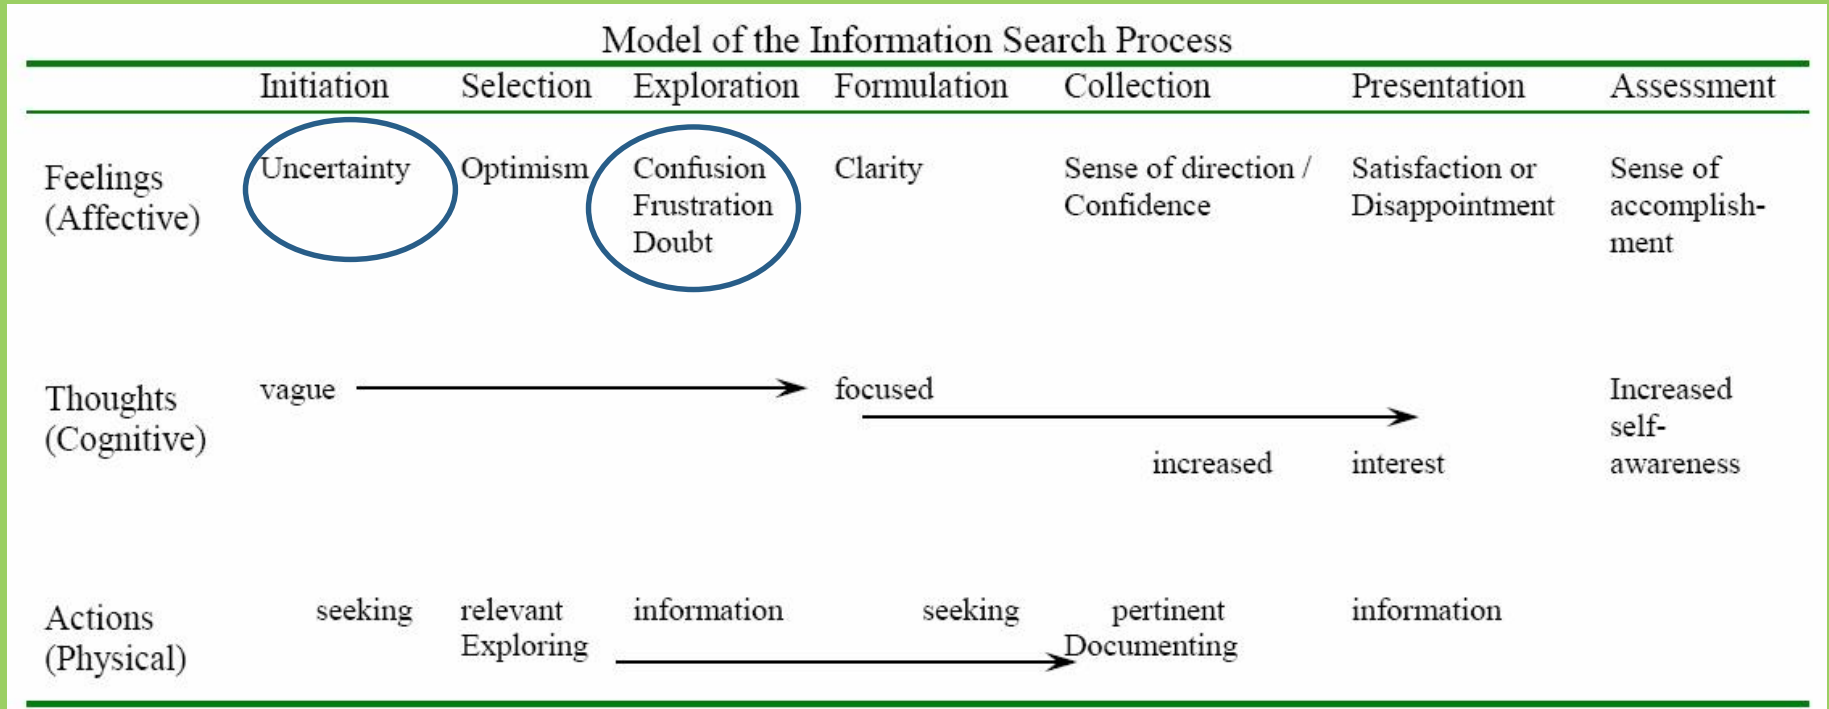 Model of the Information Search Process
Initiation Selection Exploration Formulation Collection Presentation Assessment
Feelings
(Affective)
Uncertainty
Optimism
Confusion
Frustration
Doubt
Clarity
Sense of direction /
Confidence
Satisfaction or
Disappointment
Sense of
accomplish-
ment
Thoughts
(Cognitive)
vague
focused
increased interest
Increased
self-
awareness
Actions
(Physical)
seeking relevant information seeking pertinent information
Exploring Documenting